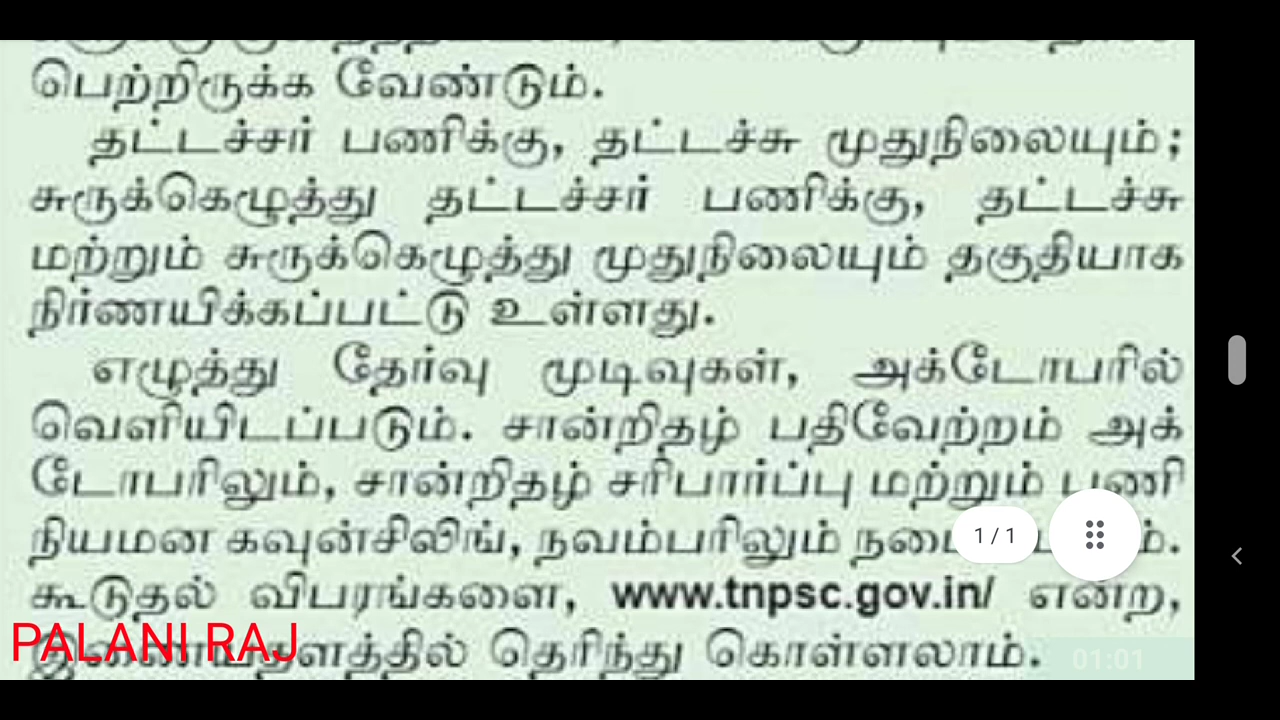 பெற்றிருக்க வேண்டும்.
தட்டச்சர் பணிக்கு, தட்டச்சு முதுநிலையும்;
சுருக்கெழுத்து தட்டச்சர் பணிக்கு, தட்டச்சு
மற்றும் சுருக்கெழுத்து முதுநிலையும் தகுதியாக
நிர்ணயிக்கப்பட்டு உள்ளது.
எழுத்து தேர்வு முடிவுகள், அக்டோபரில்
வெளியிடப்படும். சான்றிதழ் பதிவேற்றம் அக்
டோபரிலும், சான்றிதழ் சரிபார்ப்பு மற்றும் பணி
நியமன கவுன்சிலிங், நவம்பரிலும்
1 / 1
கூடுதல் விபரங்களை, www.tnpsc.gov.in/ என்ற,
PALANI RAJ
தெரிந்து கொள்ளலாம்.
01:01